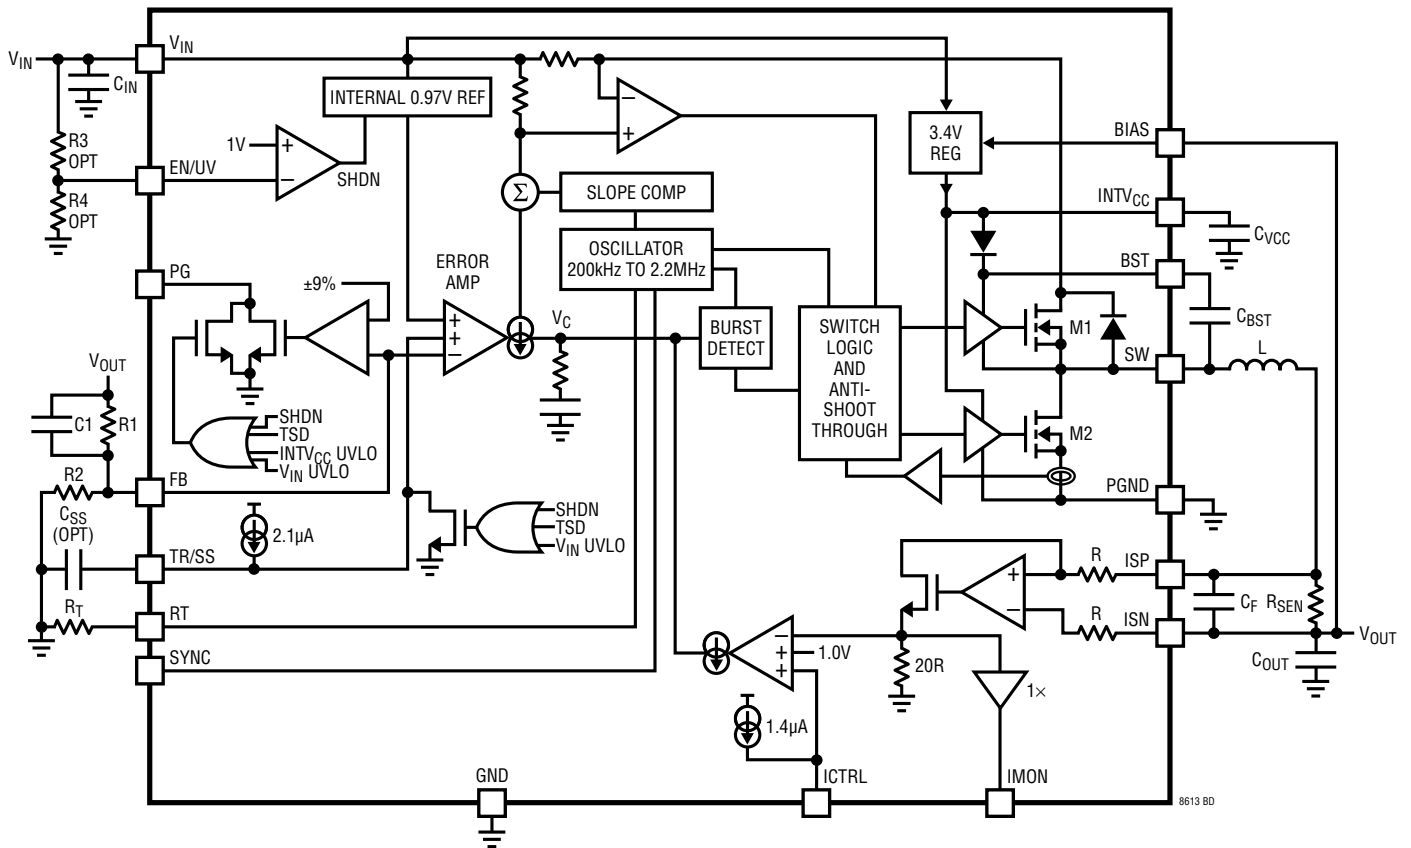 V_IN
V_IN
C_IN
INTERNAL 0.97V REF
R3
OPT
1V
+
−
SHDN
EN/UV
R4
OPT
−
+
Σ
SLOPE COMP
OSCILLATOR
200kHz TO 2.2MHz
3.4V
REG
BIAS
INTV_CC
C_VCC
BST
C_BST
PG
±9%
ERROR
AMP
+
+
−
V_C
BURST
DETECT
SWITCH
LOGIC
AND
ANTI-
SHOOT
THROUGH
M1
SW
L
M2
PGND
V_OUT
C1
R1
SHDN
TSD
INTV_CC UVLO
V_IN UVLO
R2
FB
C_SS
(OPT)
2.1µA
SHDN
TSD
V_IN UVLO
TR/SS
R_T
RT
SYNC
+
−
R
ISP
R
ISN
C_F
R_SEN
V_OUT
C_OUT
−
+
+
1.0V
20R
1×
1.4µA
GND
ICTRL
IMON
8613 BD